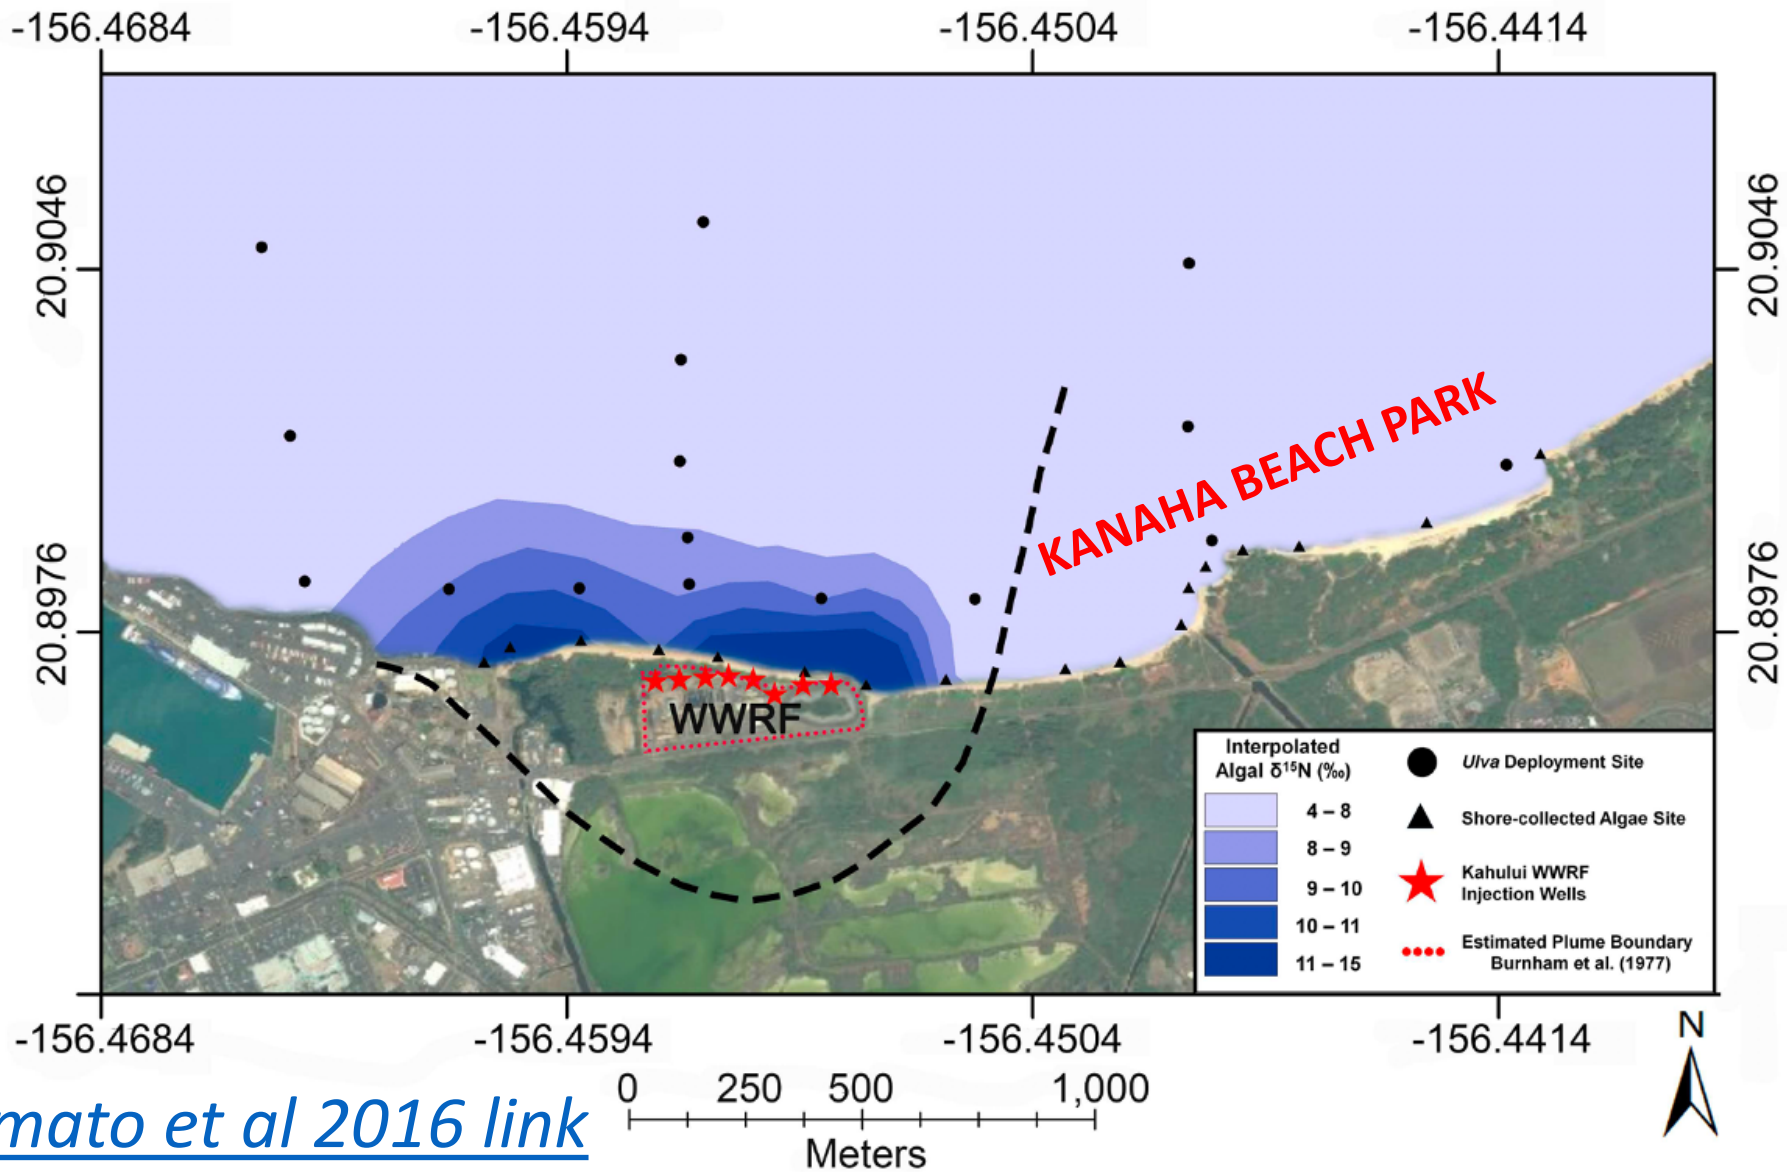 -156.4684 -156.4594 -156.4504 -156.4414
20.9046
20.9046
KANAHA BEACH PARK
20.8976
20.8976
WWRF
Interpolated
Algal δ¹⁵N (‰)
4 – 8
8 – 9
9 – 10
10 – 11
11 – 15
Ulva Deployment Site
Shore-collected Algae Site
Kahului WWRF
Injection Wells
Estimated Plume Boundary
Burnham et al. (1977)
-156.4684 -156.4594 -156.4504 -156.4414
N
0 250 500 1,000
Meters
mato et al 2016 link